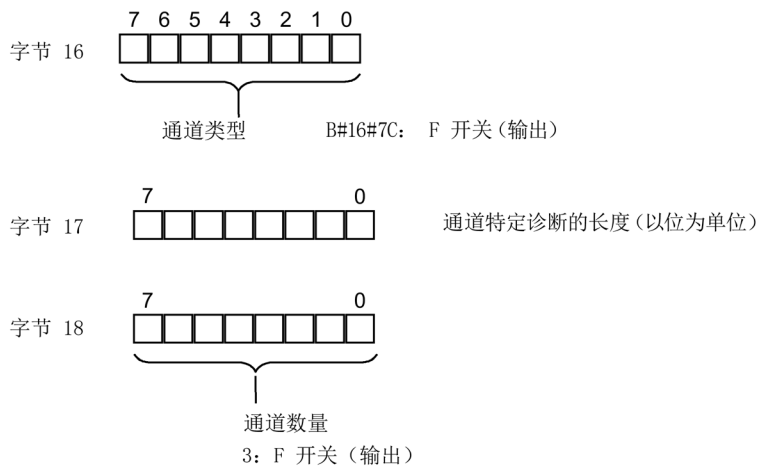 7 6 5 4 3 2 1 0
字节 16
通道类型 B#16#7C: F 开关(输出)
7 0
字节 17 通道特定诊断的长度(以位为单位)
7 0
字节 18
通道数量
3: F 开关(输出)